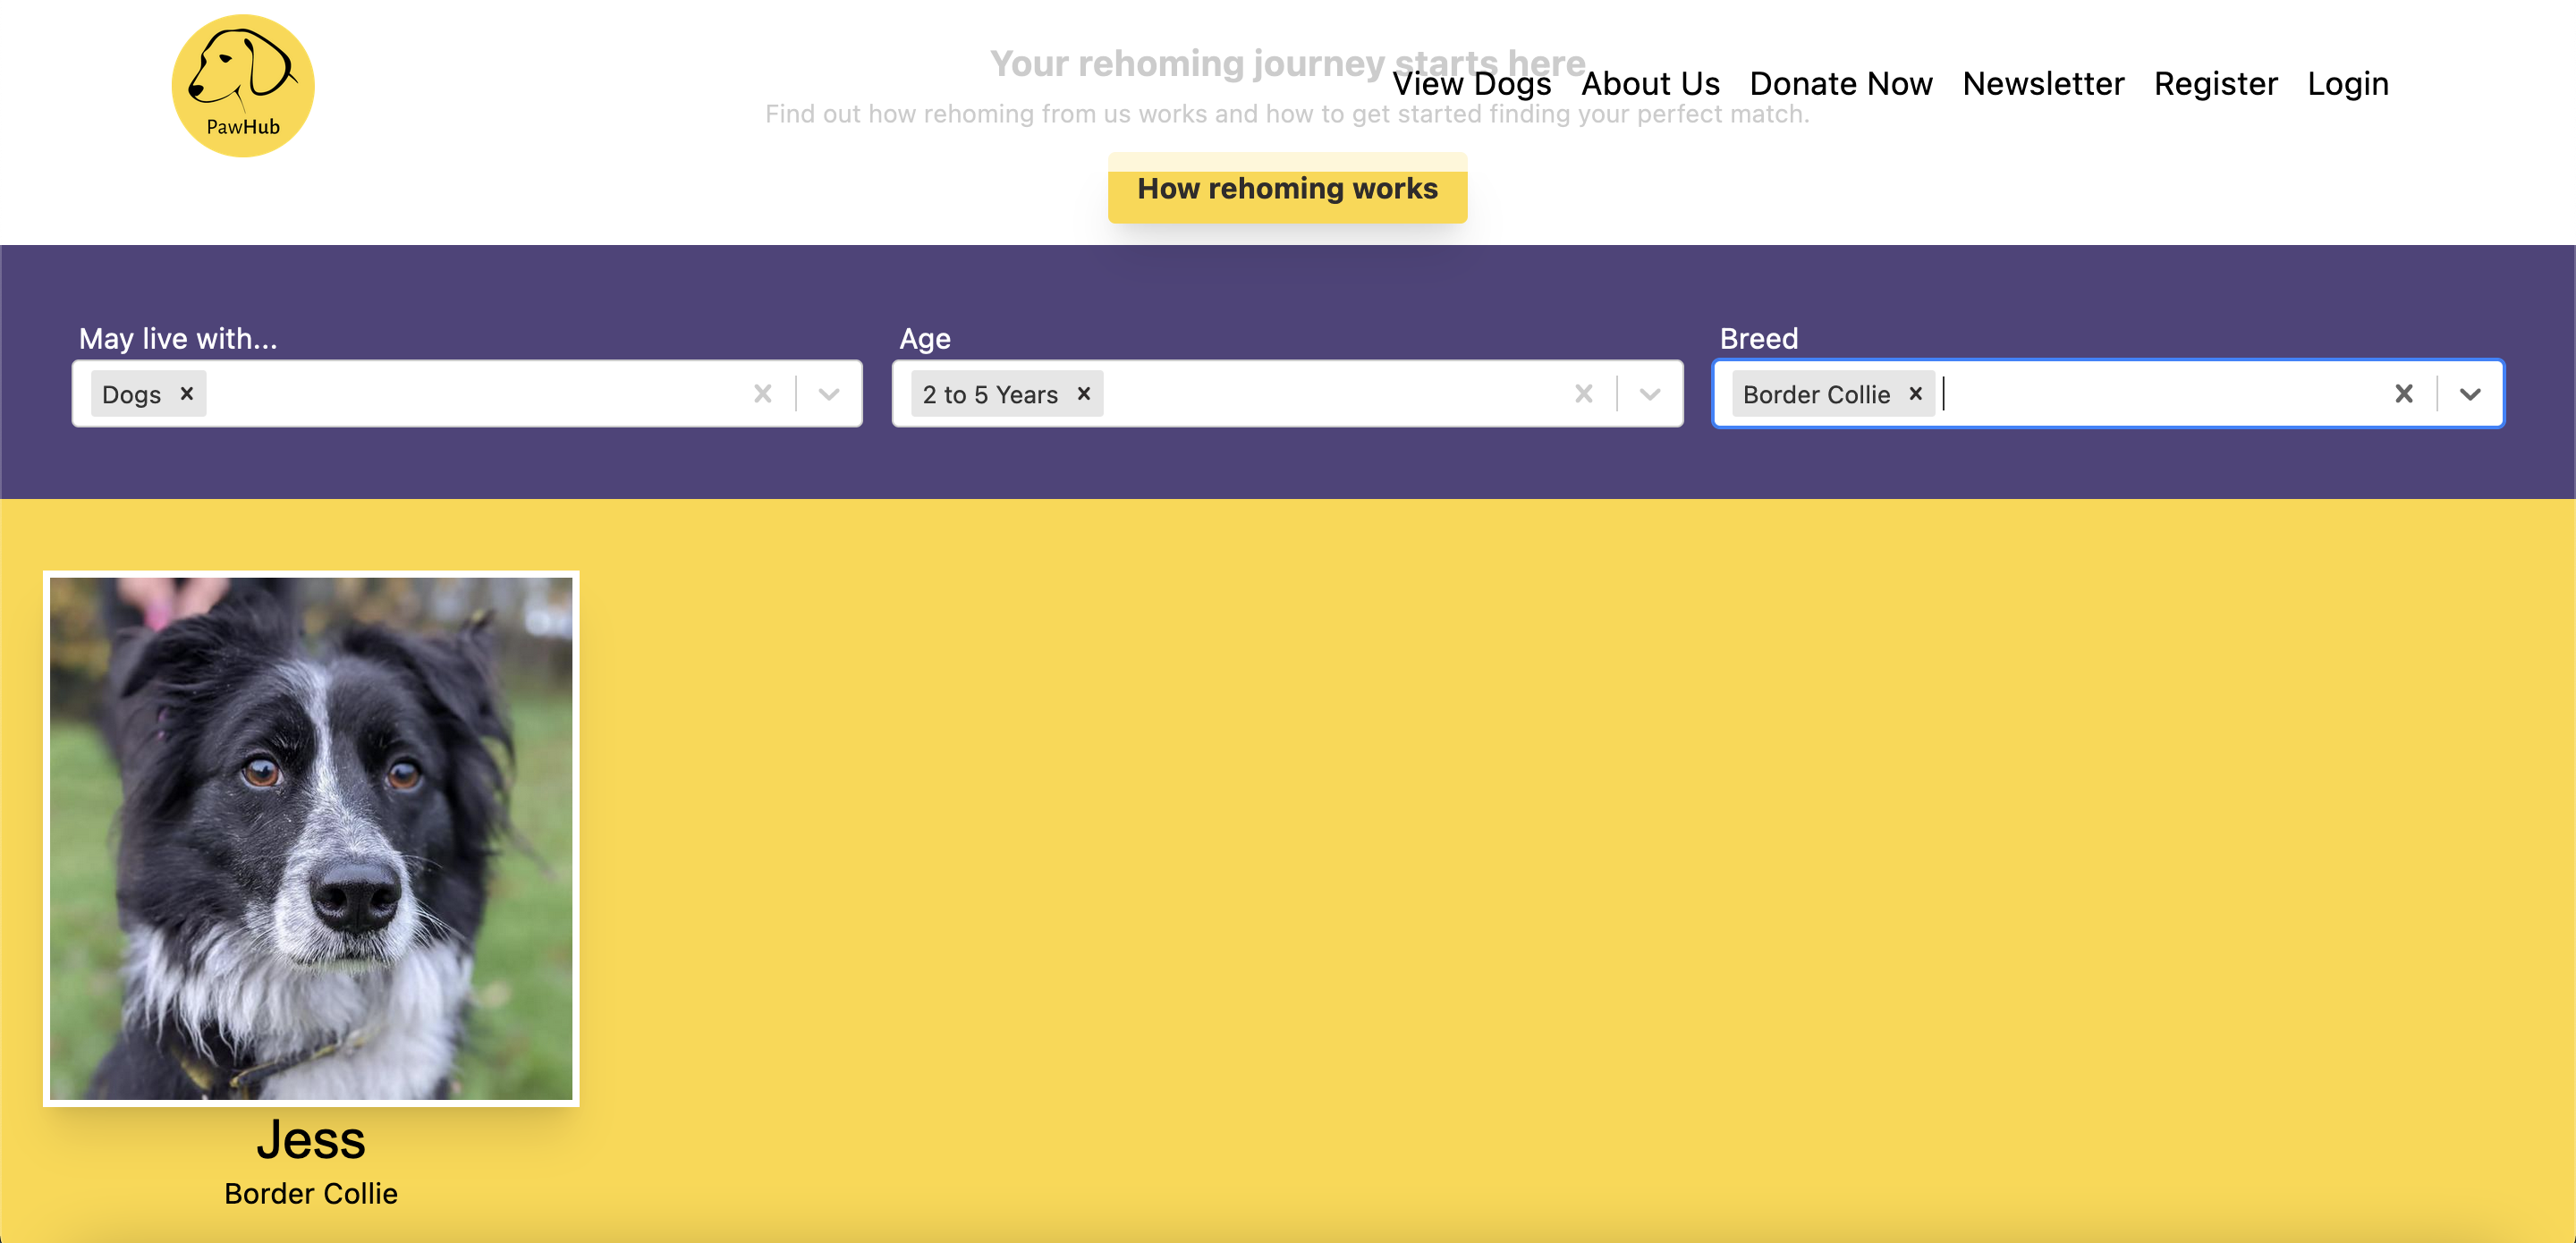 PawHub
Your rehoming journey starts here
View Dogs About Us Donate Now Newsletter Register Login
Find out how rehoming from us works and how to get started finding your perfect match.
How rehoming works
May live with...
Age
Breed
Dogs
2 to 5 Years
Border Collie
Jess
Border Collie